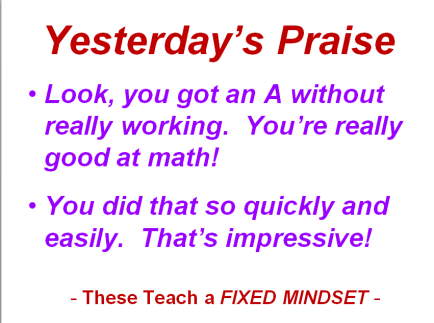 Yesterday’s Praise
• Look, you got an A without
really working.  You’re really
good at math!
• You did that so quickly and
easily.  That’s impressive!
- These Teach a FIXED MINDSET -